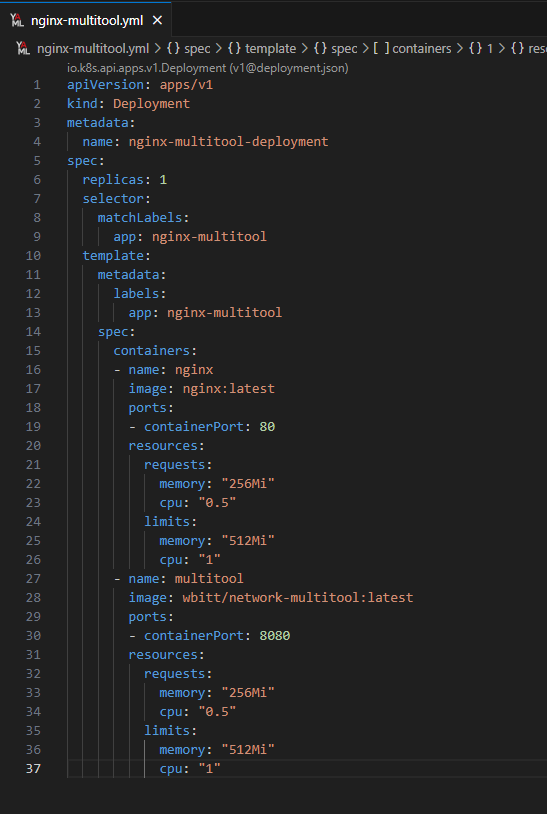 nginx-multitool.yml ×
nginx-multitool.yml > {} spec > {} template > {} spec > [ ] containers > {} 1 > {} res
io.k8s.api.apps.v1.Deployment (v1@deployment.json)
1 apiVersion: apps/v1
2 kind: Deployment
3 metadata:
4   name: nginx-multitool-deployment
5 spec:
6   replicas: 1
7   selector:
8     matchLabels:
9       app: nginx-multitool
10   template:
11     metadata:
12       labels:
13         app: nginx-multitool
14     spec:
15       containers:
16       - name: nginx
17         image: nginx:latest
18         ports:
19         - containerPort: 80
20         resources:
21           requests:
22             memory: "256Mi"
23             cpu: "0.5"
24           limits:
25             memory: "512Mi"
26             cpu: "1"
27       - name: multitool
28         image: wbitt/network-multitool:latest
29         ports:
30         - containerPort: 8080
31         resources:
32           requests:
33             memory: "256Mi"
34             cpu: "0.5"
35           limits:
36             memory: "512Mi"
37             cpu: "1"